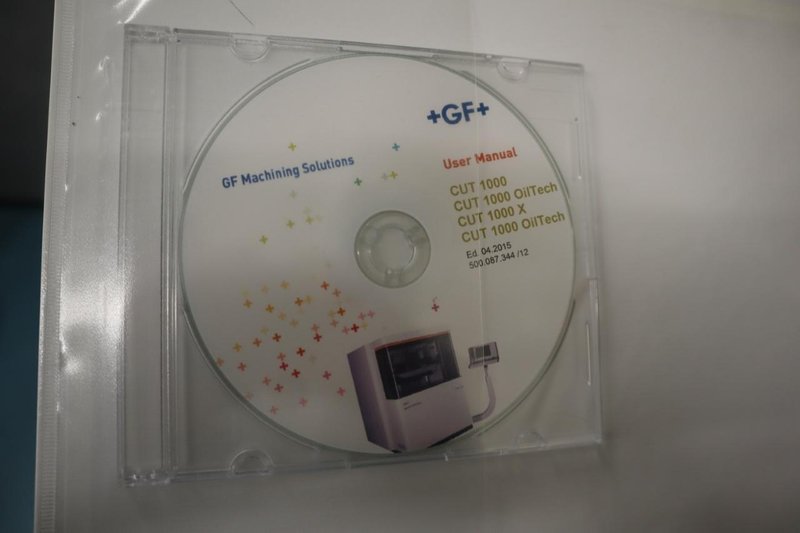 +GF+
GF Machining Solutions
User Manual
CUT 1000
CUT 1000 OilTech
CUT 1000 X
CUT 1000 OilTech
Ed. 04.2015
500.087.344 /12